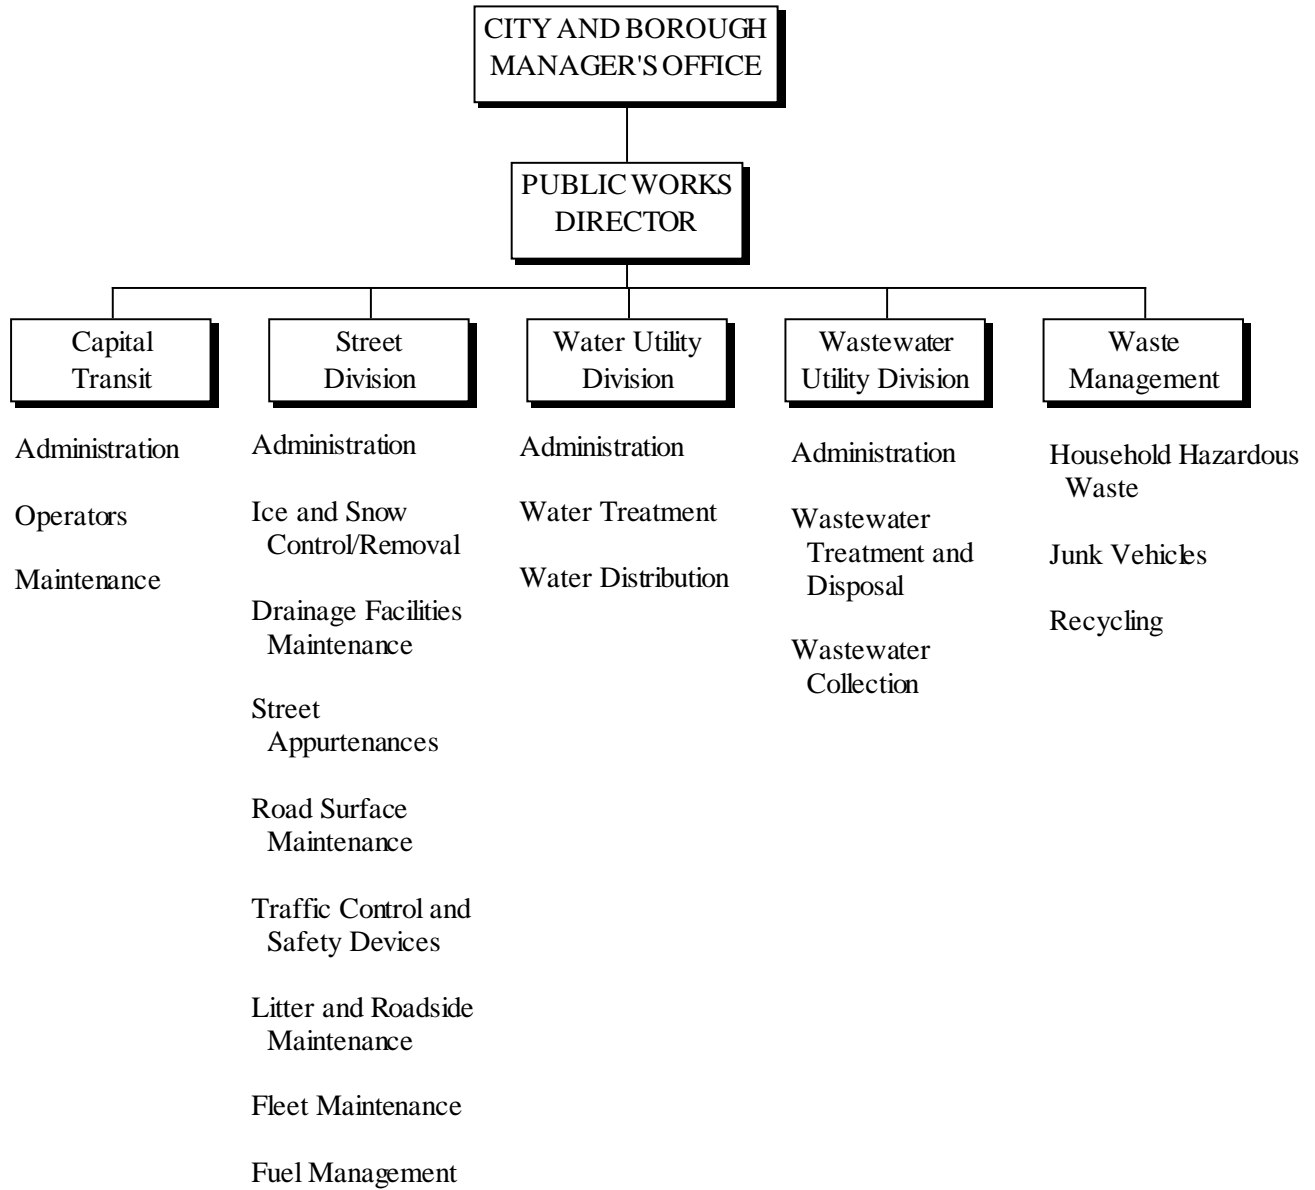 CITY AND BOROUGH
MANAGER'S OFFICE
PUBLIC WORKS
DIRECTOR
Capital
Transit
Street
Division
Water Utility
Division
Wastewater
Utility Division
Waste
Management
Administration
Operators
Maintenance
Administration
Ice and Snow
Control/Removal
Drainage Facilities
Maintenance
Street
Appurtenances
Road Surface
Maintenance
Traffic Control and
Safety Devices
Litter and Roadside
Maintenance
Fleet Maintenance
Fuel Management
Administration
Water Treatment
Water Distribution
Administration
Wastewater
Treatment and
Disposal
Wastewater
Collection
Household Hazardous
Waste
Junk Vehicles
Recycling